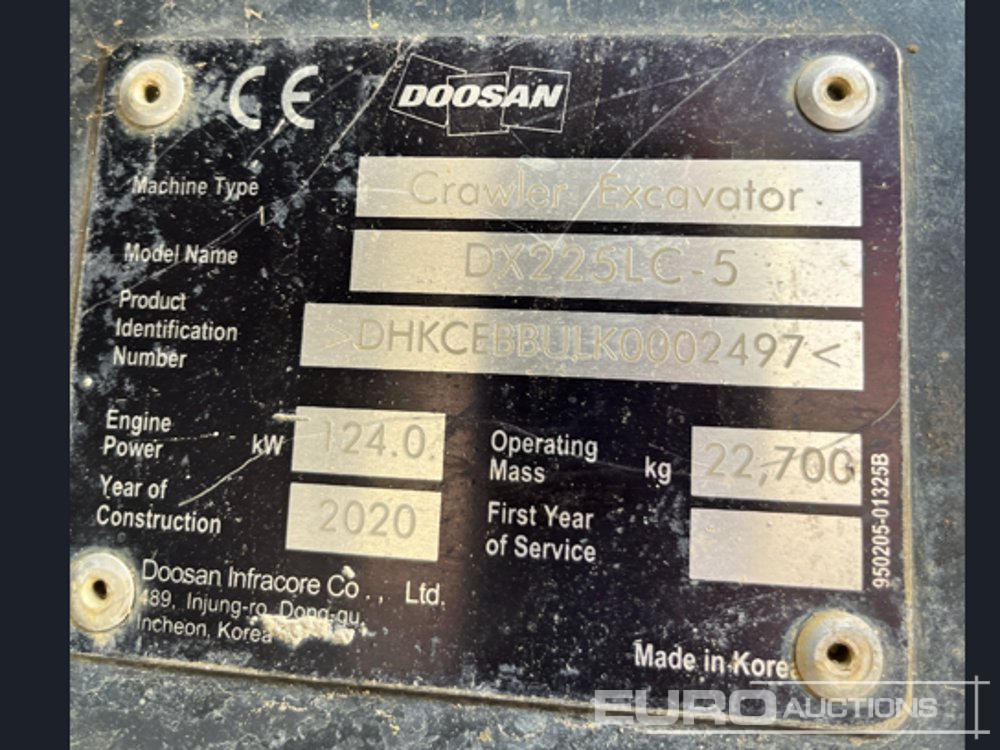 CE DOOSAN
Machine Type Crawler Excavator
Model Name DX225LC-5
Product
Identification
Number >DHKCEBBULK0002497<
Engine
Power kW 124.0
Operating
Mass kg 22,700
Year of
Construction 2020
First Year
of Service
950205-01325B
Doosan Infracore Co., Ltd.
489, Injung-ro, Dong-gu,
Incheon, Korea
Made in Korea
EURO AUCTIONS